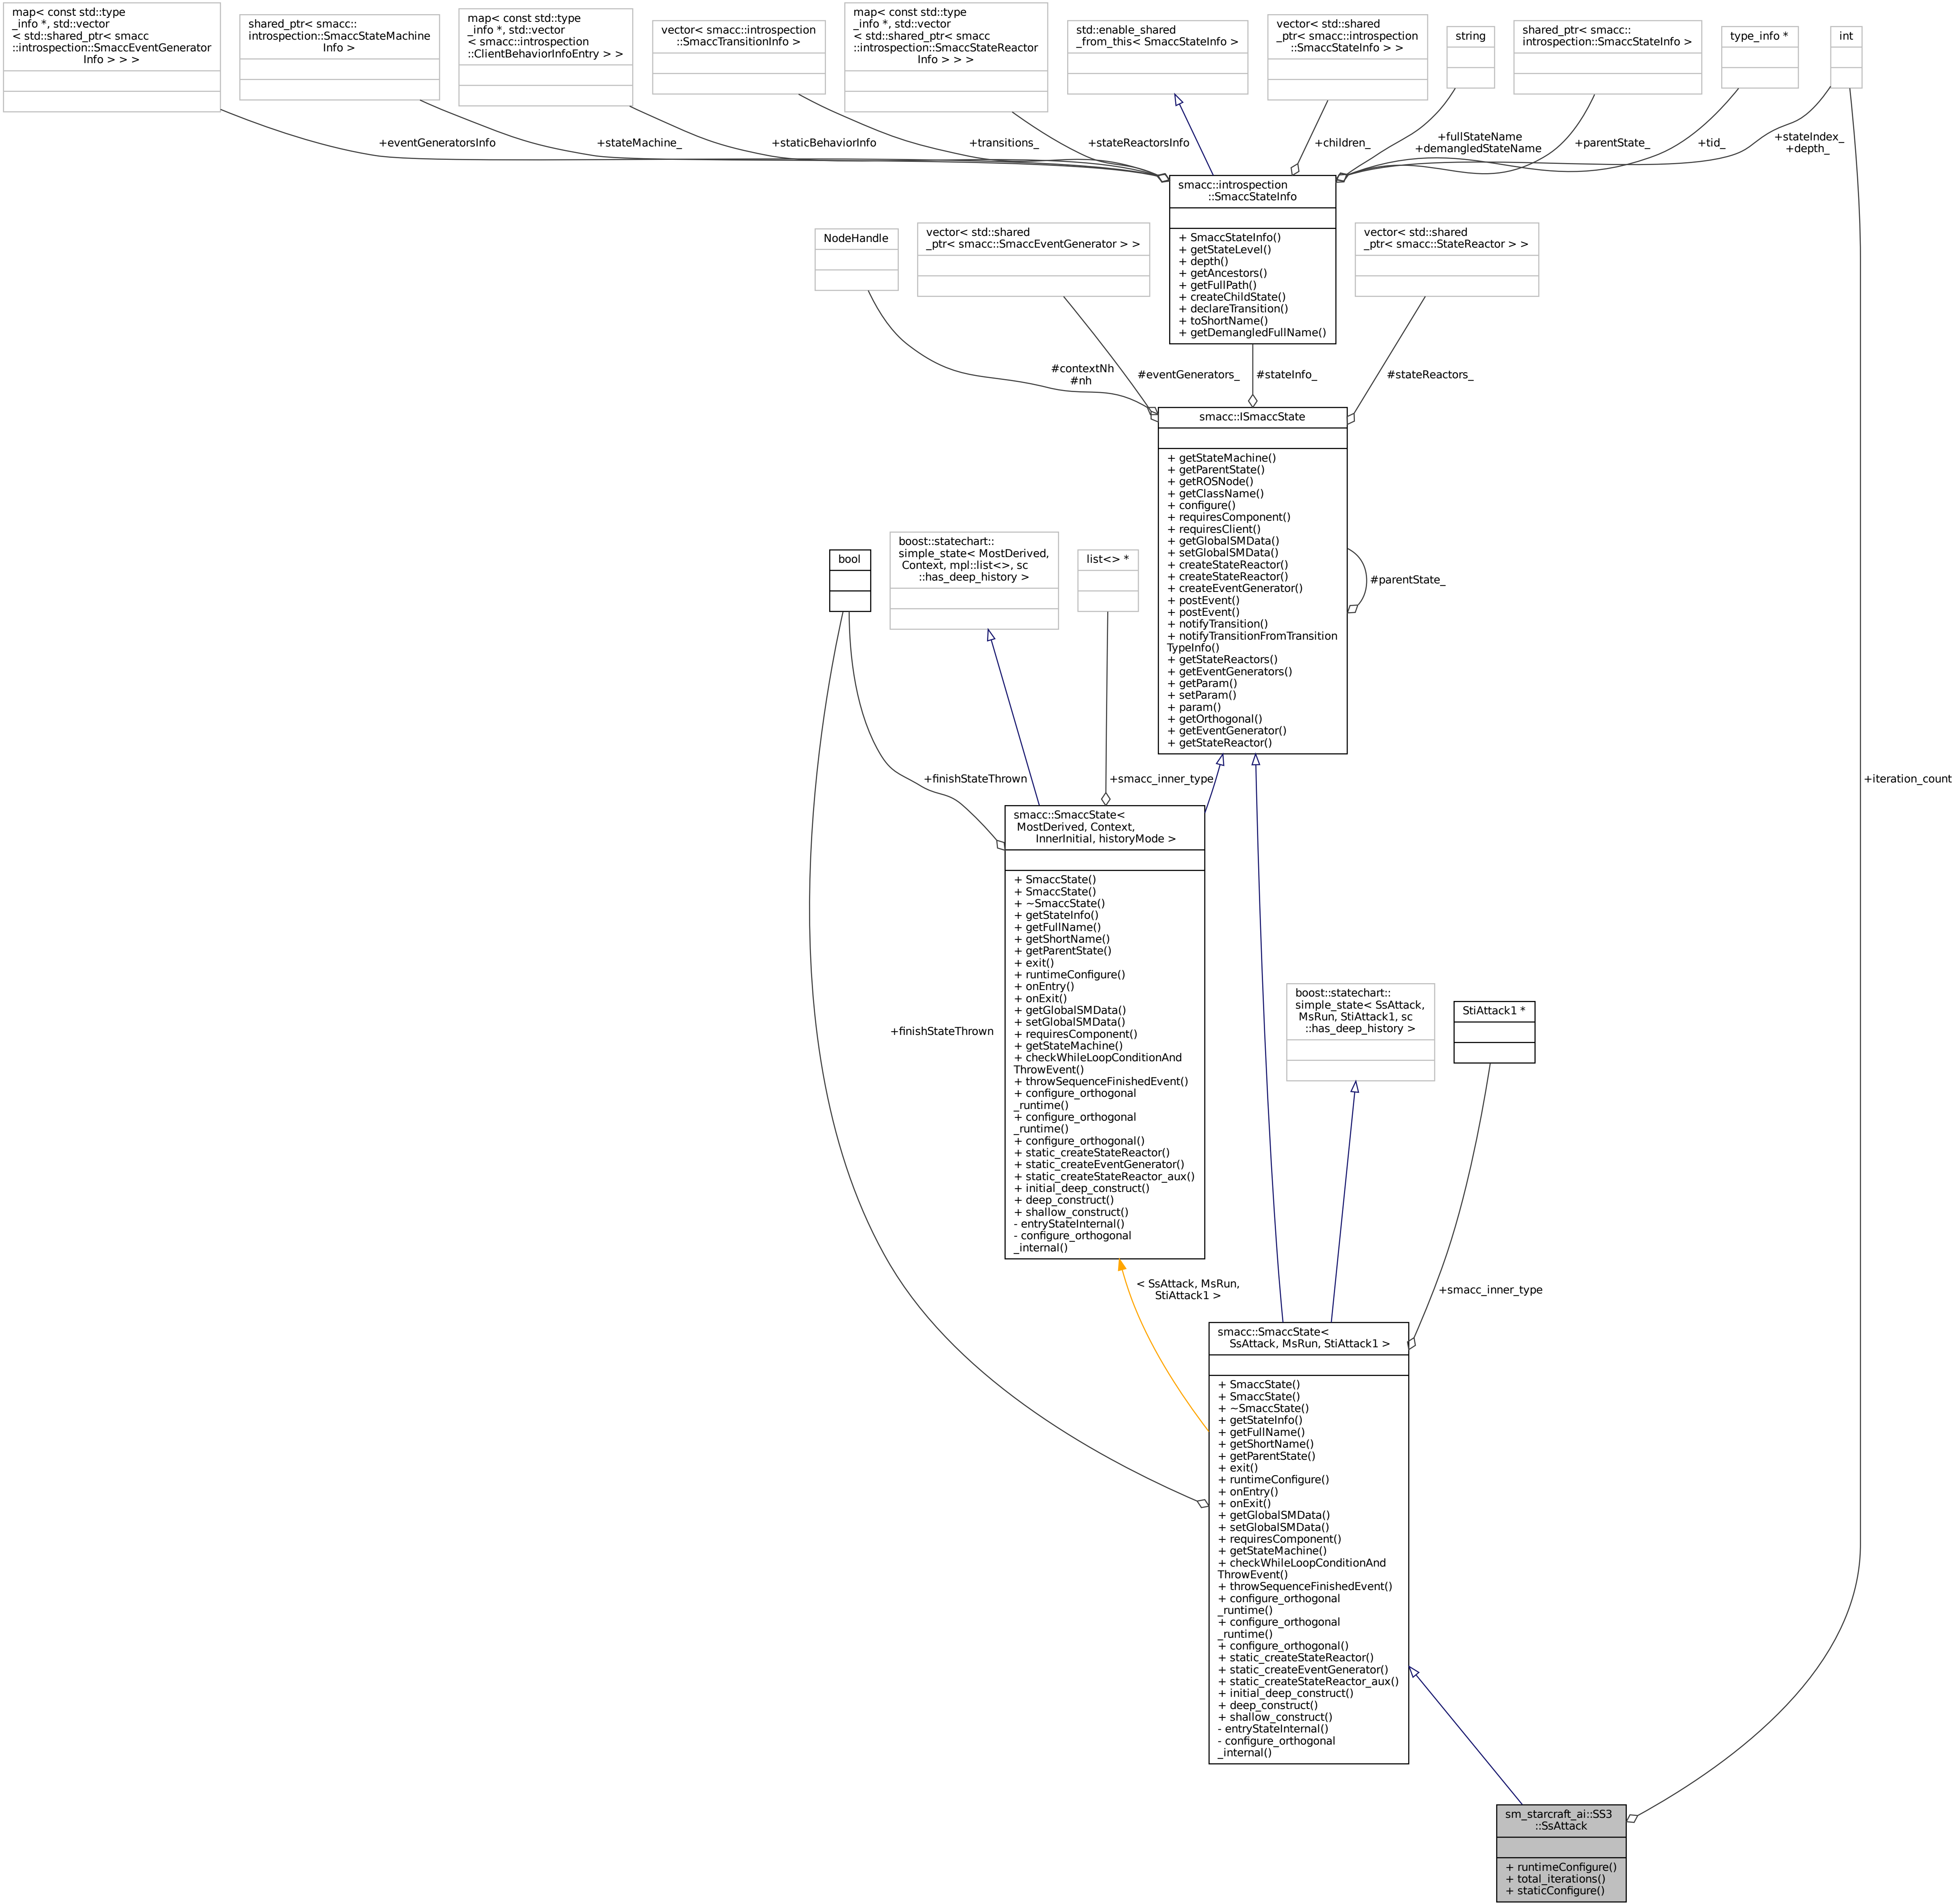 map< const std::type
_info *, std::vector
< std::shared_ptr< smacc
::introspection::SmaccEventGenerator
Info > > >
shared_ptr< smacc::
introspection::SmaccStateMachine
Info >
map< const std::type
_info *, std::vector
< smacc::introspection
::ClientBehaviorInfoEntry > >
vector< smacc::introspection
::SmaccTransitionInfo >
map< const std::type
_info *, std::vector
< std::shared_ptr< smacc
::introspection::SmaccStateReactor
Info > > >
std::enable_shared
_from_this< SmaccStateInfo >
vector< std::shared
_ptr< smacc::introspection
::SmaccStateInfo > >
string
shared_ptr< smacc::
introspection::SmaccStateInfo >
type_info *
int
+eventGeneratorsInfo
+stateMachine_
+staticBehaviorInfo
+transitions_
+stateReactorsInfo
+children_
+fullStateName
+demangledStateName
+parentState_
+tid_
+stateIndex_
+depth_
smacc::introspection
::SmaccStateInfo
+ SmaccStateInfo()
+ getStateLevel()
+ depth()
+ getAncestors()
+ getFullPath()
+ createChildState()
+ declareTransition()
+ toShortName()
+ getDemangledFullName()
NodeHandle
vector< std::shared
_ptr< smacc::SmaccEventGenerator > >
vector< std::shared
_ptr< smacc::StateReactor > >
#contextNh
#nh
#eventGenerators_
#stateInfo_
#stateReactors_
smacc::ISmaccState
+ getStateMachine()
+ getParentState()
+ getROSNode()
+ getClassName()
+ configure()
+ requiresComponent()
+ requiresClient()
+ getGlobalSMData()
+ setGlobalSMData()
+ createStateReactor()
+ createStateReactor()
+ createEventGenerator()
+ postEvent()
+ postEvent()
+ notifyTransition()
+ notifyTransitionFromTransition
TypeInfo()
+ getStateReactors()
+ getEventGenerators()
+ getParam()
+ setParam()
+ param()
+ getOrthogonal()
+ getEventGenerator()
+ getStateReactor()
#parentState_
bool
boost::statechart::
simple_state< MostDerived,
Context, mpl::list<>, sc
::has_deep_history >
list<> *
+finishStateThrown
+smacc_inner_type
+iteration_count
smacc::SmaccState<
MostDerived, Context,
InnerInitial, historyMode >
+ SmaccState()
+ SmaccState()
+ ~SmaccState()
+ getStateInfo()
+ getFullName()
+ getShortName()
+ getParentState()
+ exit()
+ runtimeConfigure()
+ onEntry()
+ onExit()
+ getGlobalSMData()
+ setGlobalSMData()
+ requiresComponent()
+ getStateMachine()
+ checkWhileLoopConditionAnd
ThrowEvent()
+ throwSequenceFinishedEvent()
+ configure_orthogonal
_runtime()
+ configure_orthogonal
_runtime()
+ configure_orthogonal()
+ static_createStateReactor()
+ static_createEventGenerator()
+ static_createStateReactor_aux()
+ initial_deep_construct()
+ deep_construct()
+ shallow_construct()
- entryStateInternal()
- configure_orthogonal
_internal()
+finishStateThrown
boost::statechart::
simple_state< SsAttack,
MsRun, StiAttack1, sc
::has_deep_history >
StiAttack1 *
< SsAttack, MsRun,
StiAttack1 >
+smacc_inner_type
smacc::SmaccState<
SsAttack, MsRun, StiAttack1 >
+ SmaccState()
+ SmaccState()
+ ~SmaccState()
+ getStateInfo()
+ getFullName()
+ getShortName()
+ getParentState()
+ exit()
+ runtimeConfigure()
+ onEntry()
+ onExit()
+ getGlobalSMData()
+ setGlobalSMData()
+ requiresComponent()
+ getStateMachine()
+ checkWhileLoopConditionAnd
ThrowEvent()
+ throwSequenceFinishedEvent()
+ configure_orthogonal
_runtime()
+ configure_orthogonal
_runtime()
+ configure_orthogonal()
+ static_createStateReactor()
+ static_createEventGenerator()
+ static_createStateReactor_aux()
+ initial_deep_construct()
+ deep_construct()
+ shallow_construct()
- entryStateInternal()
- configure_orthogonal
_internal()
sm_starcraft_ai::SS3
::SsAttack
+ runtimeConfigure()
+ total_iterations()
+ staticConfigure()